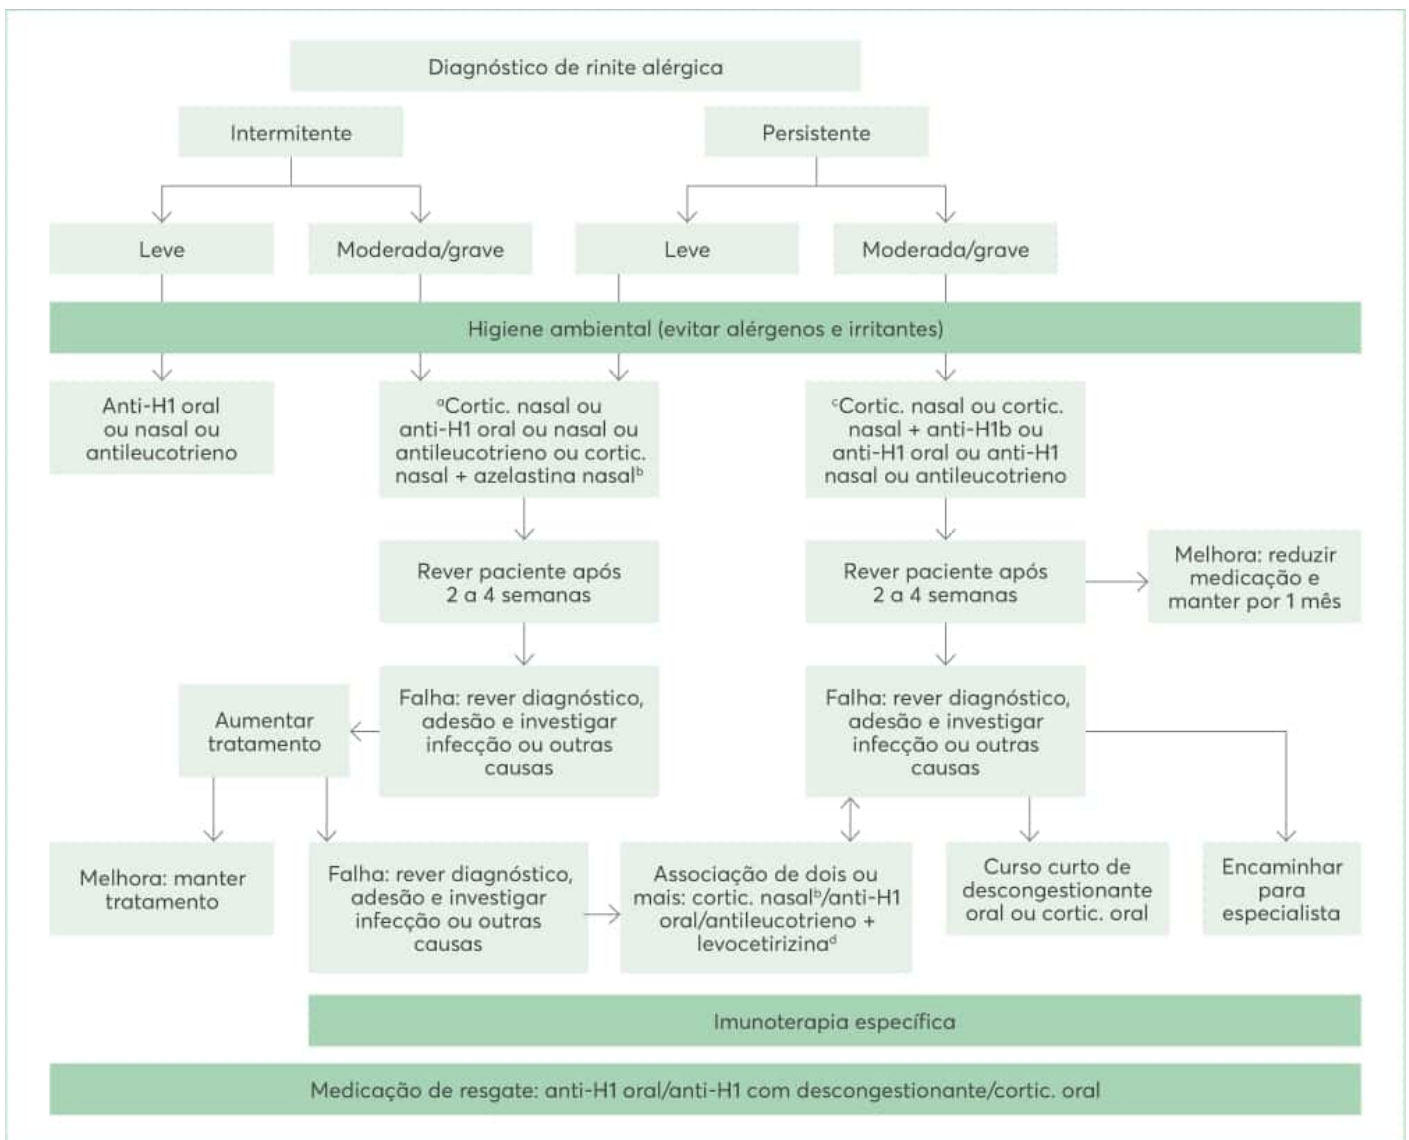 Diagnóstico de rinite alérgica
Intermitente
Persistente
Leve
Moderada/grave
Leve
Moderada/grave
Higiene ambiental (evitar alérgenos e irritantes)
Anti-H1 oral
ou nasal ou
antileucotrieno
ᵃCortic. nasal ou
anti-H1 oral ou nasal ou
antileucotrieno ou cortic.
nasal + azelastina nasalᵇ
ᶜCortic. nasal ou cortic.
nasal + anti-H1b ou
anti-H1 oral ou anti-H1
nasal ou antileucotrieno
Rever paciente após
2 a 4 semanas
Rever paciente após
2 a 4 semanas
Melhora: reduzir
medicação e
manter por 1 mês
Aumentar
tratamento
Falha: rever diagnóstico,
adesão e investigar
infecção ou outras
causas
Falha: rever diagnóstico,
adesão e investigar
infecção ou outras
causas
Melhora: manter
tratamento
Falha: rever diagnóstico,
adesão e investigar
infecção ou outras
causas
Associação de dois ou
mais: cortic. nasalᵇ/anti-H1
oral/antileucotrieno +
levocetirizinaᵈ
Curso curto de
descongestionante
oral ou cortic. oral
Encaminhar
para
especialista
Imunoterapia específica
Medicação de resgate: anti-H1 oral/anti-H1 com descongestionante/cortic. oral